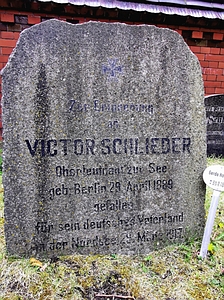 Zur Erinnerung
an
VICTOR SCHLIEDER
Oberleutnant zur See
geb. Berlin 29. April 1889
gefallen
für sein deutsches Vaterland
in der Nordsee März 1917